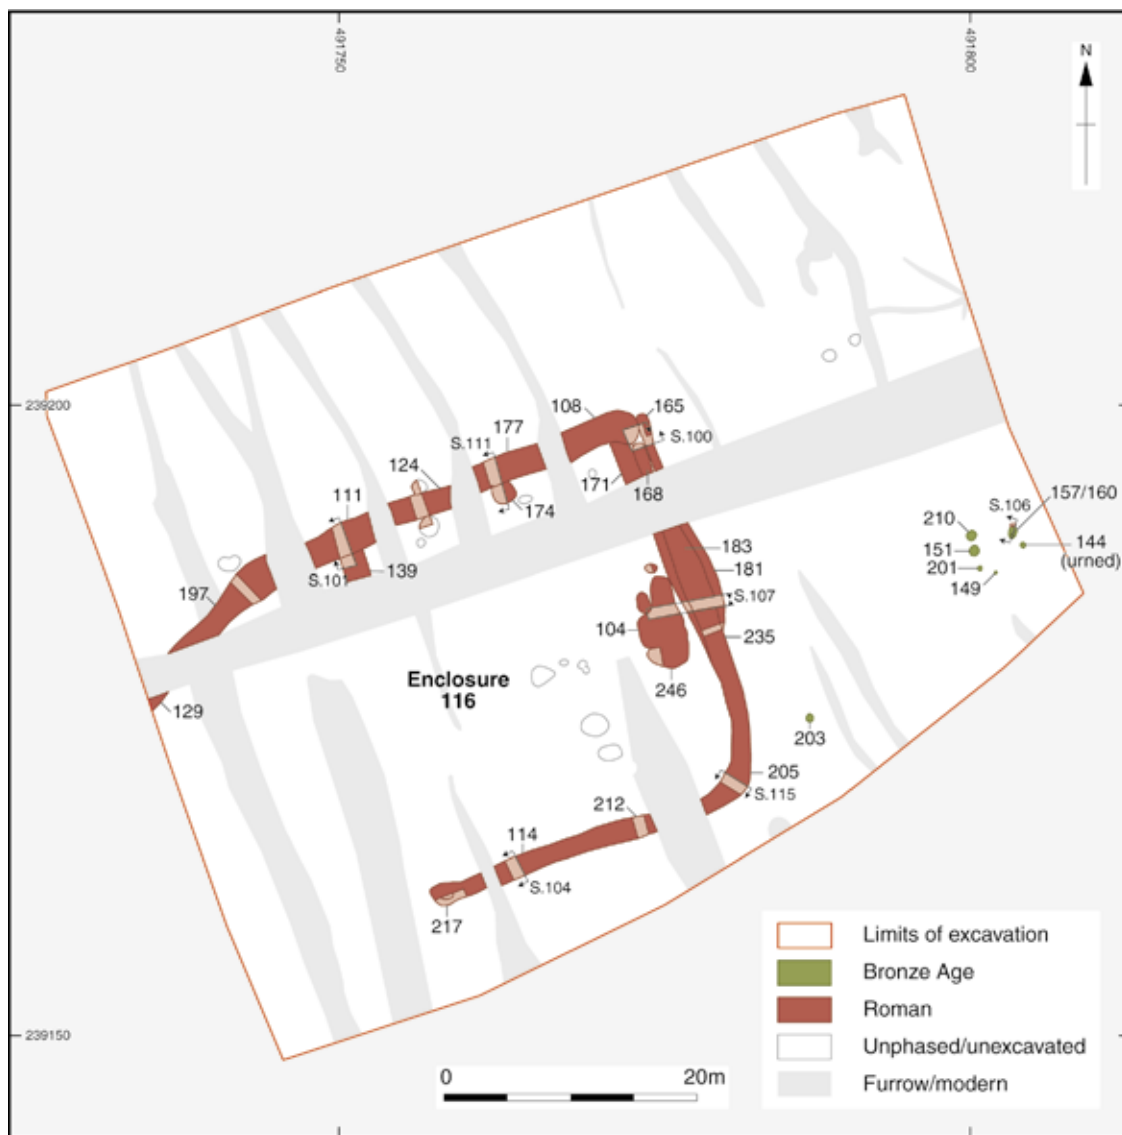 491750
491800
N
239200
108
165
177
S.111
S.100
124
111
171
168
174
S.106
157/160
210
183
144
(urned)
151
S.101
139
181
201
149
197
S.107
104
235
Enclosure
116
246
129
203
205
S.115
212
114
S.104
217
Limits of excavation
Bronze Age
Roman
239150
Unphased/unexcavated
0
20m
Furrow/modern